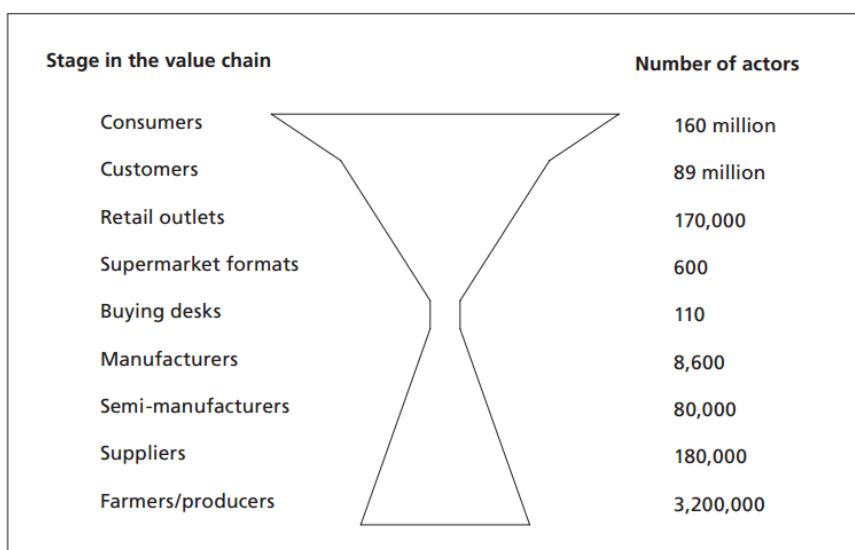 Stage in the value chain Number of actors
Consumers 160 million
Customers 89 million
Retail outlets 170,000
Supermarket formats 600
Buying desks 110
Manufacturers 8,600
Semi-manufacturers 80,000
Suppliers 180,000
Farmers/producers 3,200,000